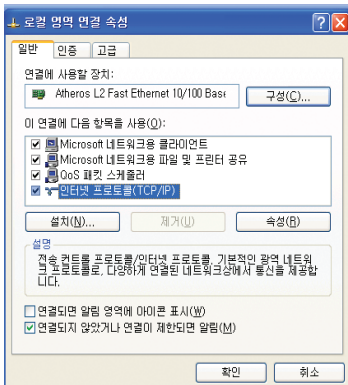 로컬 영역 연결 속성
일반 인증 고급
연결에 사용할 장치:
Atheros L2 Fast Ethernet 10/100 Base
구성(C)...
이 연결에 다음 항목을 사용(O):
Microsoft 네트워크용 클라이언트
Microsoft 네트워크용 파일 및 프린터 공유
QoS 패킷 스케줄러
인터넷 프로토콜(TCP/IP)
설치(N)... 제거(U) 속성(R)
설명
전송 컨트롤 프로토콜/인터넷 프로토콜. 기본적인 광역 네트워
크 프로토콜로, 다양하게 연결된 네트워크상에서 통신을 제공합
니다.
연결되면 알림 영역에 아이콘 표시(W)
연결되지 않았거나 연결이 제한되면 알림(M)
확인 취소